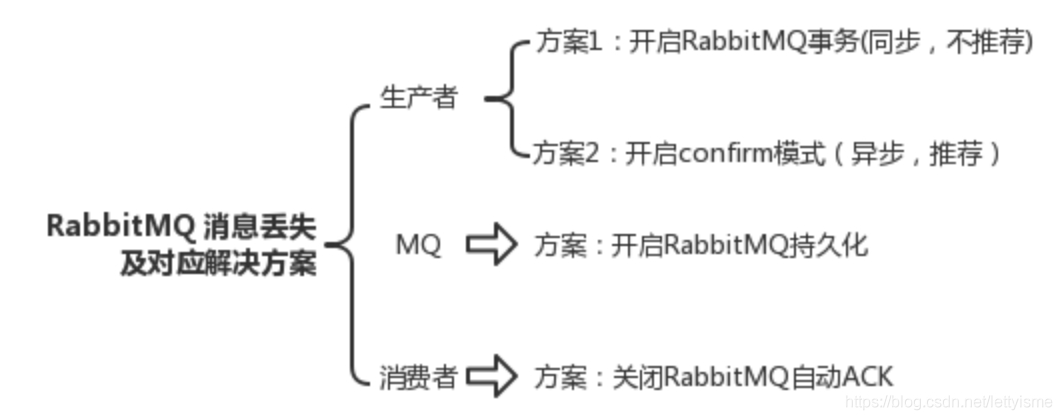 方案1：开启RabbitMQ事务(同步，不推荐)
生产者
方案2：开启confirm模式（异步，推荐）
RabbitMQ 消息丢失
及对应解决方案
MQ
方案：开启RabbitMQ持久化
消费者
方案：关闭RabbitMQ自动ACK
https://blog.csdn.net/lettyisme